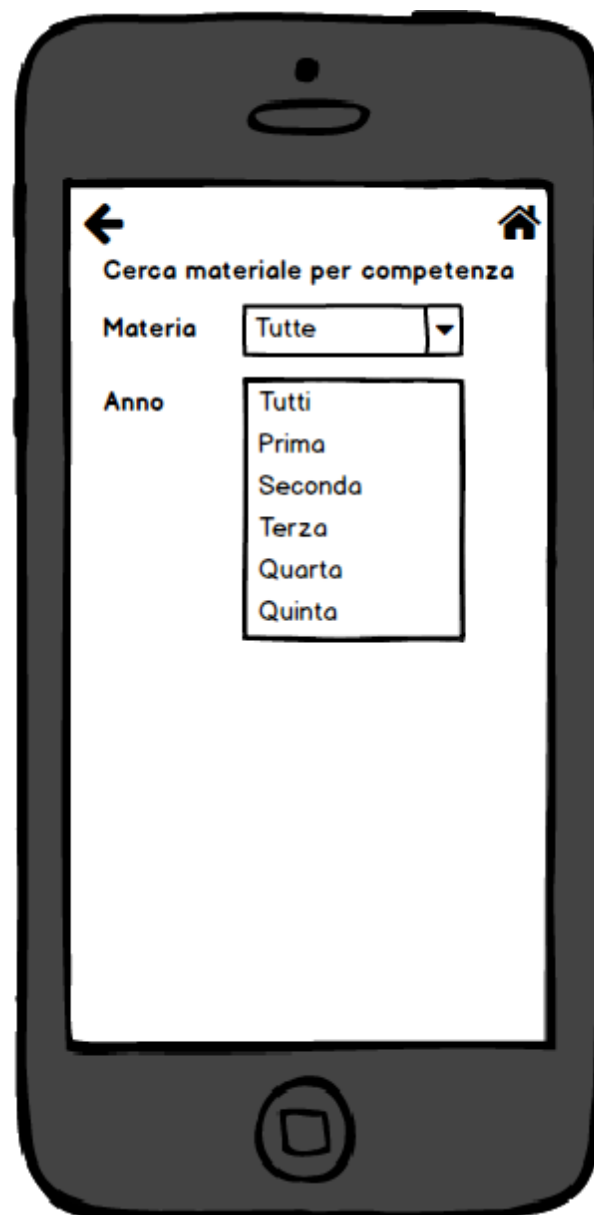 Cerca materiale per competenza
Materia Tutte
Anno Tutti
Prima
Seconda
Terza
Quarta
Quinta